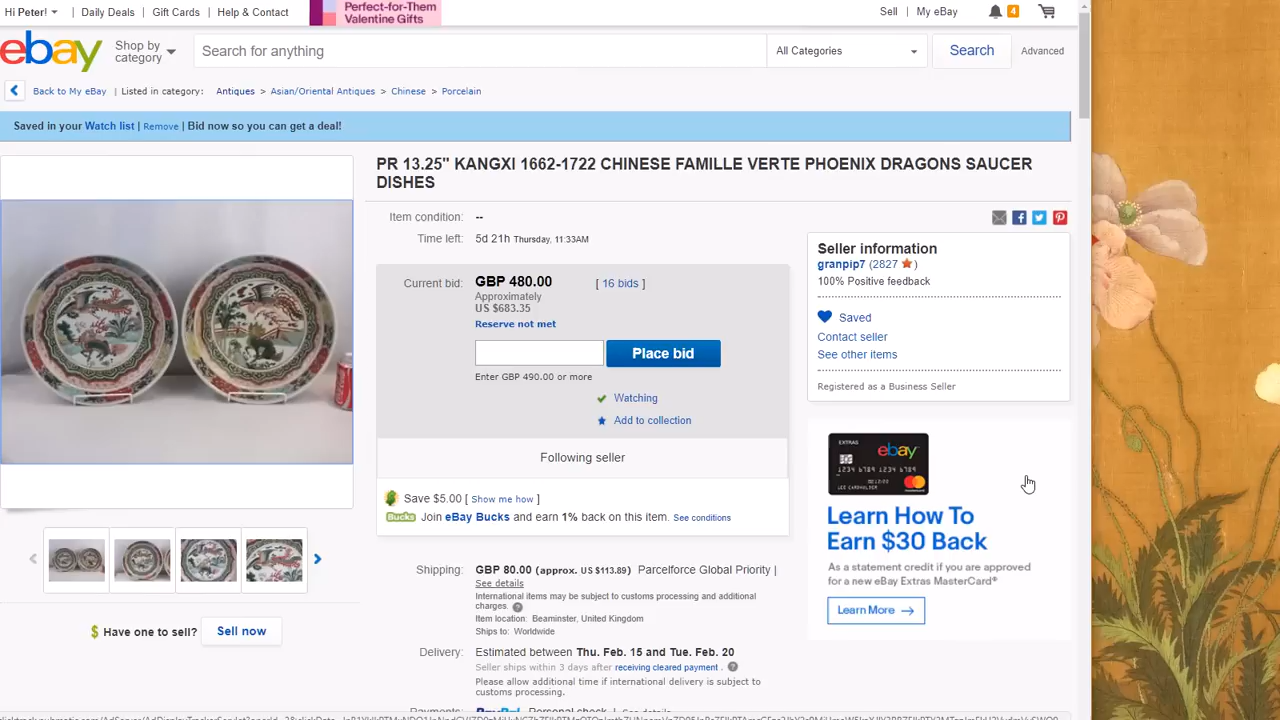 Hi Peter! Daily Deals Gift Cards Help & Contact Perfect-for-Them Valentine Gifts Sell My eBay 4
ebay Shop by category Search for anything All Categories Search Advanced
Back to My eBay | Listed in category: Antiques > Asian/Oriental Antiques > Chinese > Porcelain
Saved in your Watch list | Remove | Bid now so you can get a deal!
PR 13.25" KANGXI 1662-1722 CHINESE FAMILLE VERTE PHOENIX DRAGONS SAUCER
DISHES
Item condition: --
Time left: 5d 21h Thursday, 11:33AM
Current bid: GBP 480.00 [ 16 bids ]
Approximately
US $683.35
Reserve not met
Place bid
Enter GBP 490.00 or more
Watching
Add to collection
Following seller
Save $5.00 [ Show me how ]
Bucks Join eBay Bucks and earn 1% back on this item. See conditions
Shipping: GBP 80.00 (approx. US $113.89) Parcelforce Global Priority |
See details
International items may be subject to customs processing and additional
charges. ?
Item location: Beaminster, United Kingdom
Ships to: Worldwide
Delivery: Estimated between Thu. Feb. 15 and Tue. Feb. 20
Seller ships within 3 days after receiving cleared payment . ?
Please allow additional time if international delivery is subject to
customs processing.
Seller information
granpip7 (2827 )
100% Positive feedback
Saved
Contact seller
See other items
Registered as a Business Seller
EXTRAS ebay
Learn How To
Earn $30 Back
As a statement credit if you are approved
for a new eBay Extras MasterCard®
Learn More
$ Have one to sell? Sell now